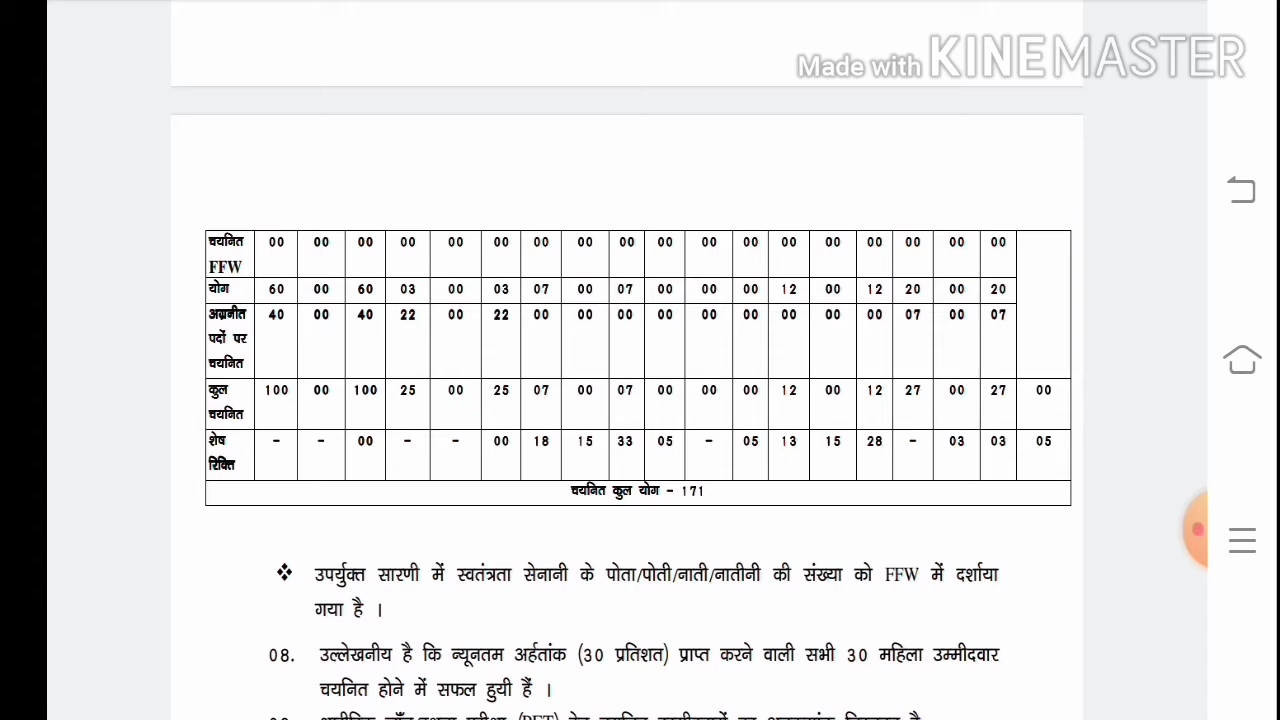 Made with KINEMASTER
चयनित FFW 00 00 00 00 00 00 00 00 00 00 00 00 00 00 00 00 00 00
योग 60 00 60 03 00 03 07 00 07 00 00 00 12 00 12 20 00 20
अग्रनीत पदों पर चयनित 40 00 40 22 00 22 00 00 00 00 00 00 00 00 00 07 00 07
कुल चयनित 100 00 100 25 00 25 07 00 07 00 00 00 12 00 12 27 00 27 00
शेष रिक्ति - - 00 - - 00 18 15 33 05 - 05 13 15 28 - 03 03 05
चयनित कुल योग - 171
❖ उपर्युक्त सारणी में स्वतंत्रता सेनानी के पोता/पोती/नाती/नातीनी की संख्या को FFW में दर्शाया
गया है ।
08. उल्लेखनीय है कि न्यूनतम अर्हतांक (30 प्रतिशत) प्राप्त करने वाली सभी 30 महिला उम्मीदवार
चयनित होने में सफल हुयी हैं ।